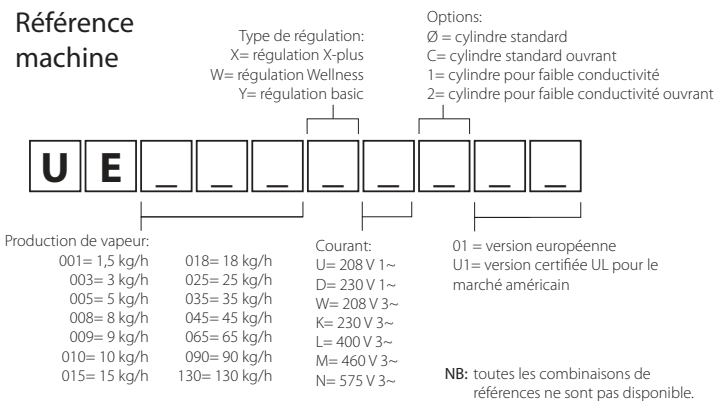 Référence
machine
Type de régulation:
X= régulation X-plus
W= régulation Wellness
Y= régulation basic
Options:
Ø = cylindre standard
C= cylindre standard ouvrant
1= cylindre pour faible conductivité
2= cylindre pour faible conductivité ouvrant
U E _ _ _ _ _ _ _ _
Production de vapeur:
001= 1,5 kg/h
003= 3 kg/h
005= 5 kg/h
008= 8 kg/h
009= 9 kg/h
010= 10 kg/h
015= 15 kg/h
018= 18 kg/h
025= 25 kg/h
035= 35 kg/h
045= 45 kg/h
065= 65 kg/h
090= 90 kg/h
130= 130 kg/h
Courant:
U= 208 V 1~
D= 230 V 1~
W= 208 V 3~
K= 230 V 3~
L= 400 V 3~
M= 460 V 3~
N= 575 V 3~
01 = version européenne
U1= version certifiée UL pour le
marché américain
NB: toutes les combinaisons de
références ne sont pas disponible.